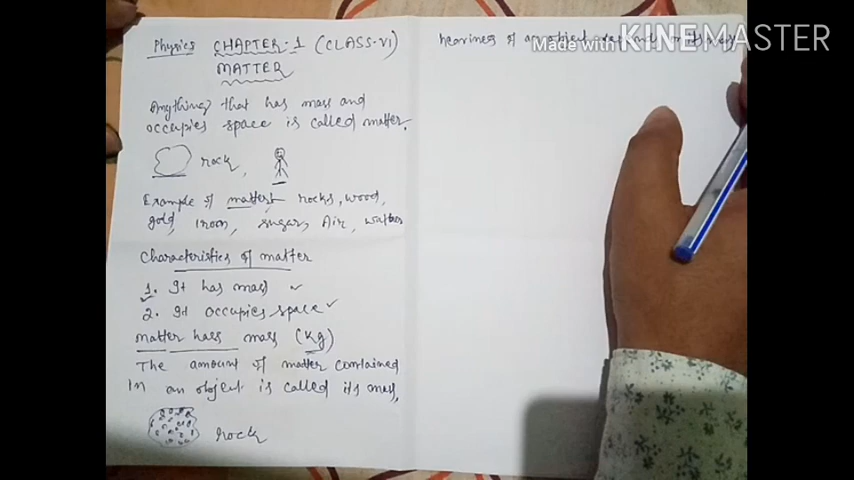 Physics CHAPTER-1 (CLASS-VI)
MATTER
Anything that has mass and
occupies space is called matter.
rock,
Example of matter rocks, wood,
gold, Iron, sugar, Air, water
Characteristics of matter
1. It has mass ✓
2. It occupies space ✓
matter hass mass (Kg)
The amount of matter contained
In an object is called its mass,
rock
heaviness of an object
Made with KINEMASTER